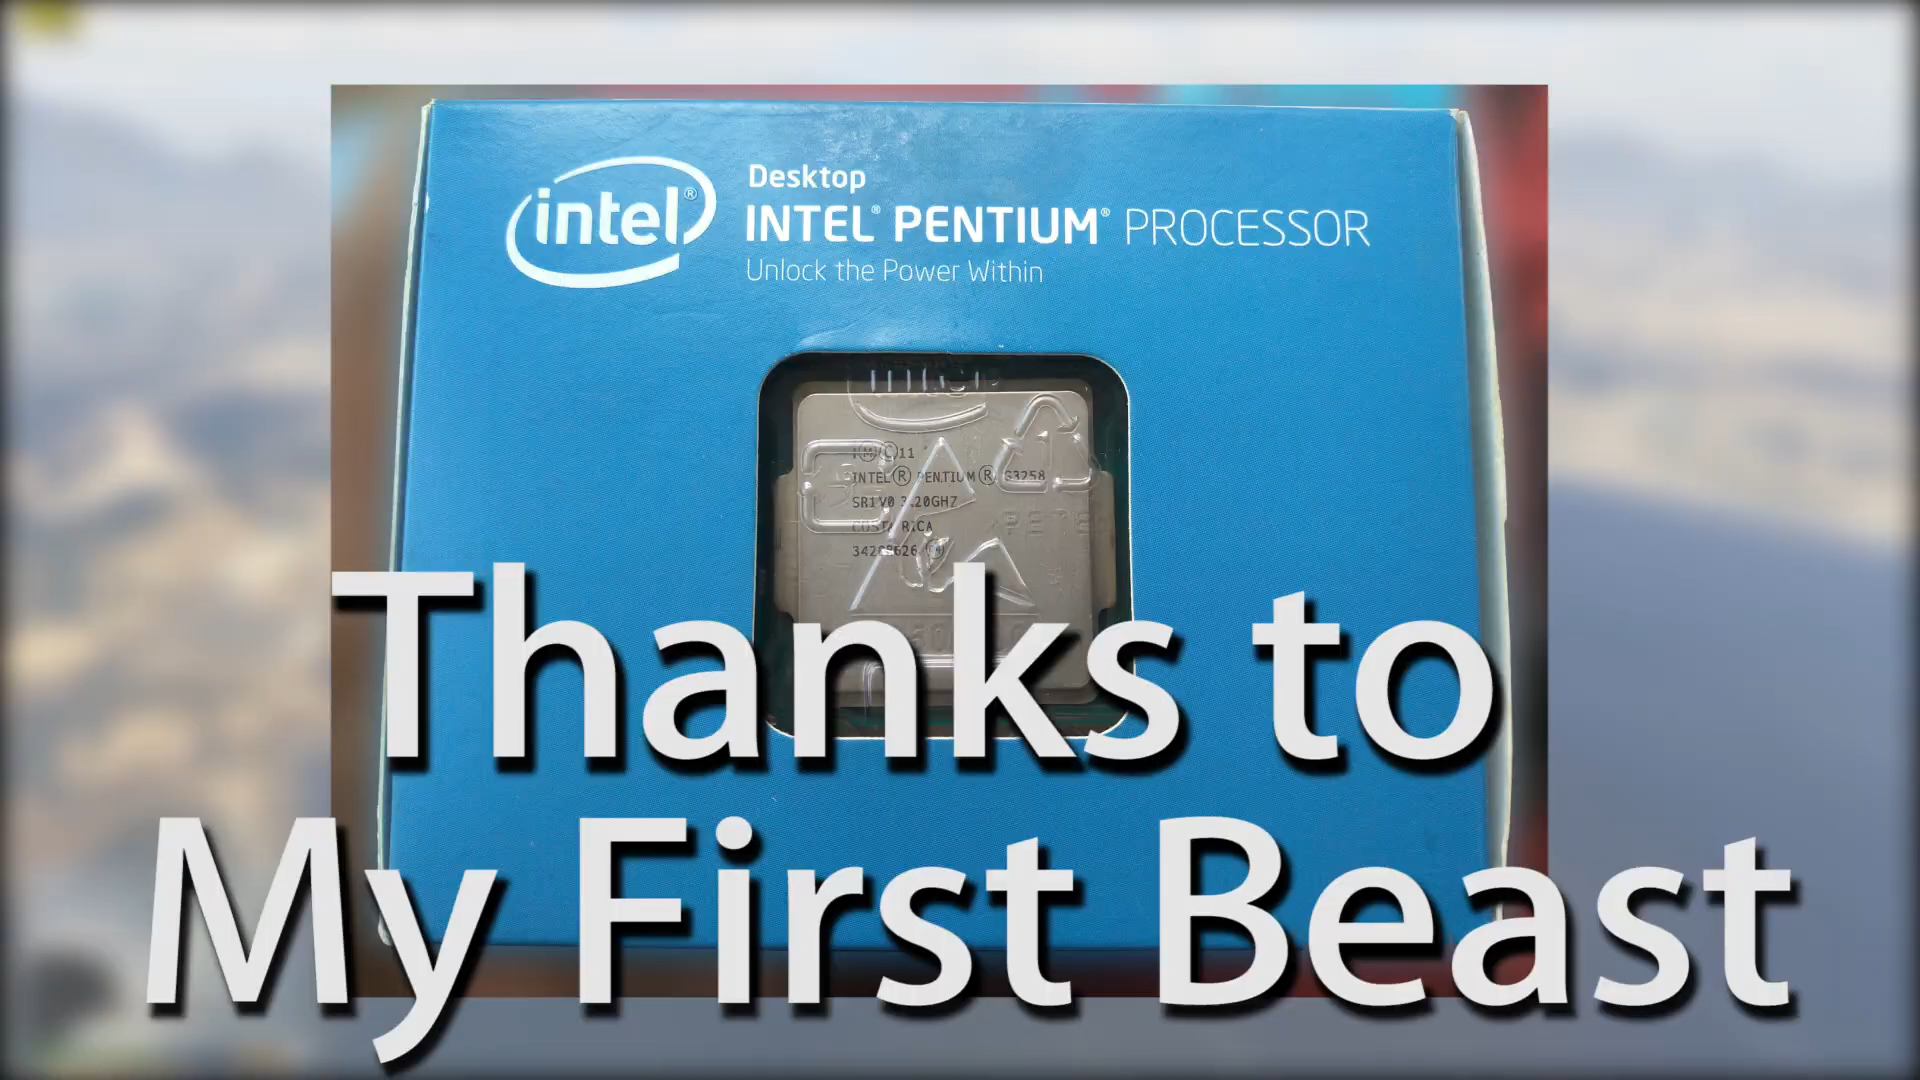 intel®
Desktop
INTEL® PENTIUM® PROCESSOR
Unlock the Power Within
INTEL® PENTIUM® G3258
SR1V0 3.20GHZ
COSTA RICA
PETE
Thanks to
My First Beast